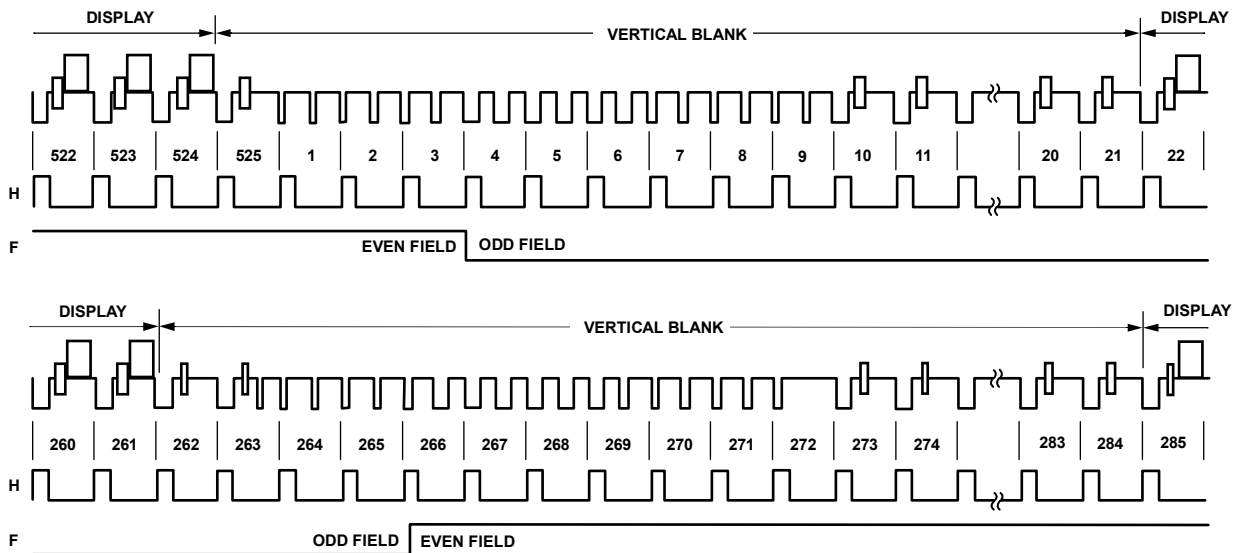 DISPLAY VERTICAL BLANK DISPLAY
522 523 524 525 1 2 3 4 5 6 7 8 9 10 11 20 21 22
H
F EVEN FIELD ODD FIELD
DISPLAY VERTICAL BLANK DISPLAY
260 261 262 263 264 265 266 267 268 269 270 271 272 273 274 283 284 285
H
F ODD FIELD EVEN FIELD